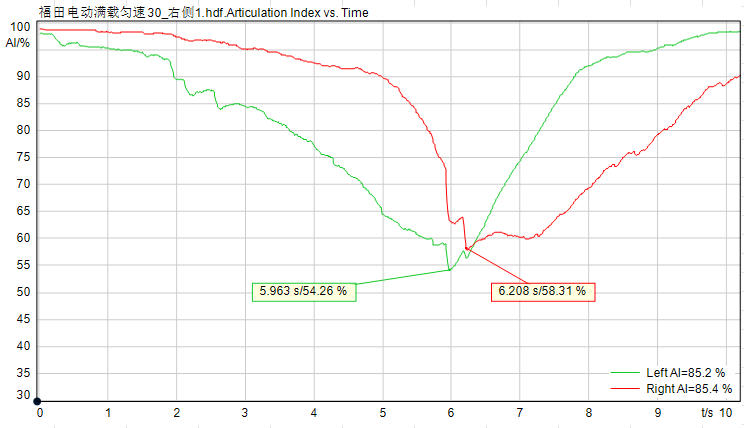 福田电动满载匀速30_右侧1.hdf.Articulation Index vs. Time
100
AI/%
90
85
80
75
70
65
60
55
50
45
40
35
30
5.963 s/54.26 %
6.208 s/58.31 %
Left AI=85.2 %
Right AI=85.4 %
0 1 2 3 4 5 6 7 8 9 t/s 10